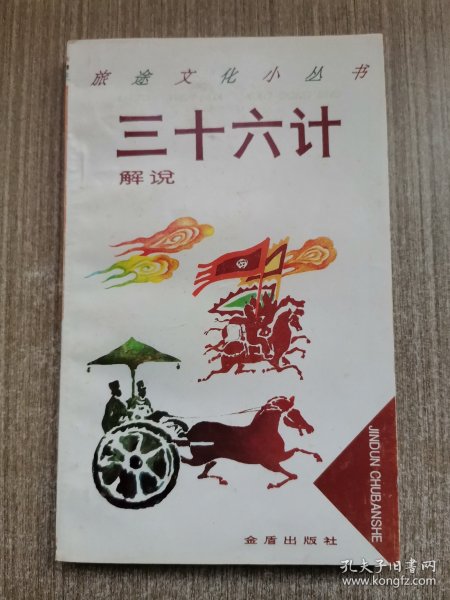 旅途文化小丛书
三十六计
解说
JINDUN CHUBANSHE
金盾出版社
孔夫子旧书网
www.kongfz.com